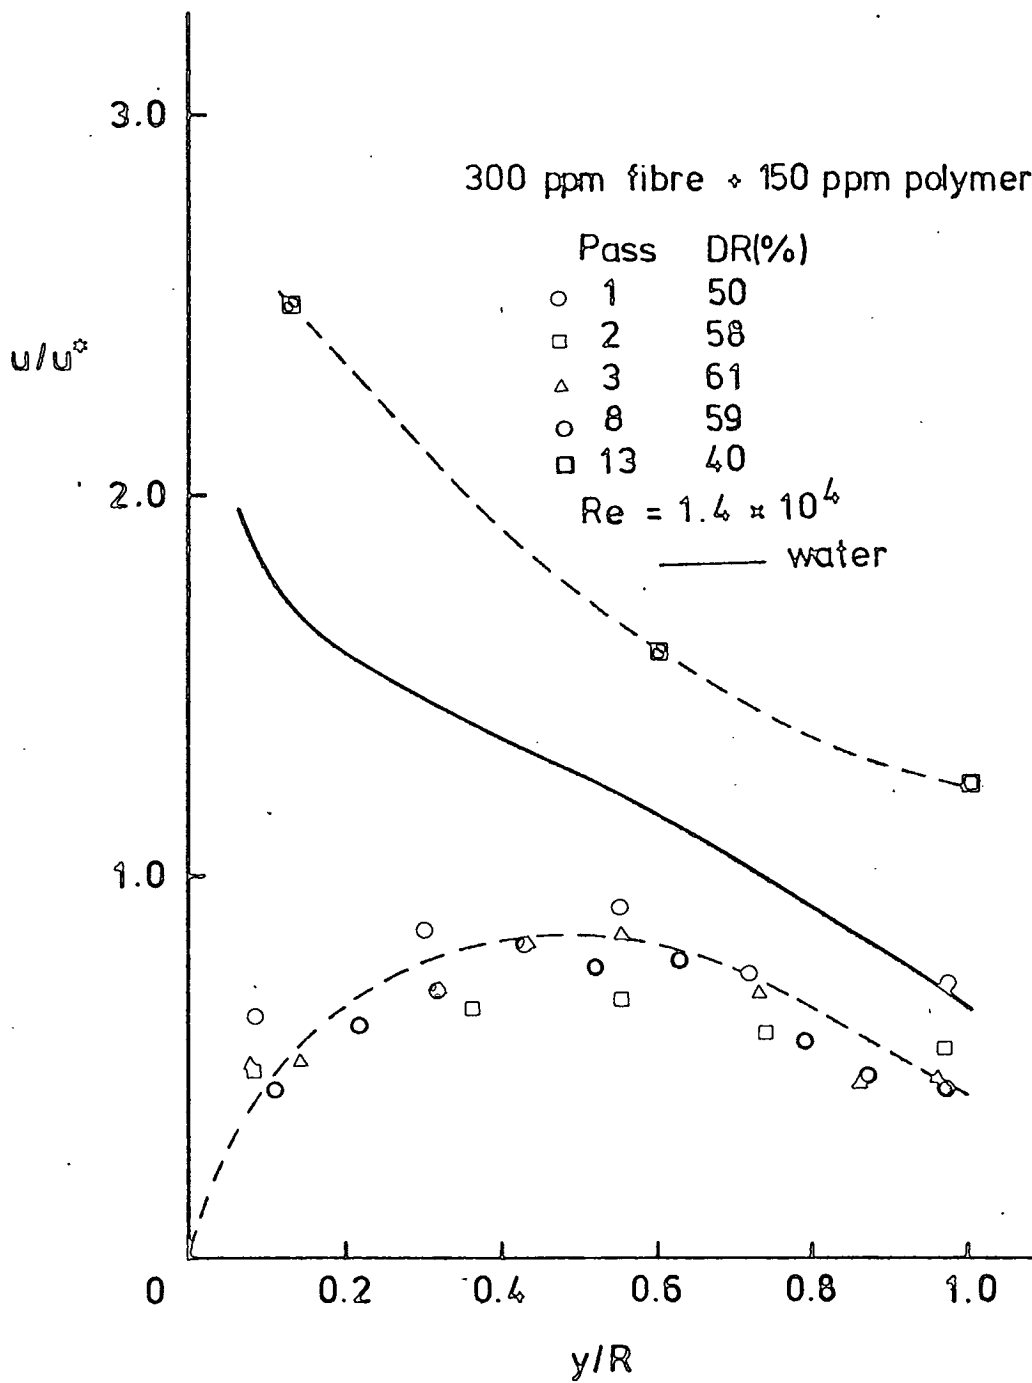 3.0
300 ppm fibre + 150 ppm polymer
Pass DR(%)
○ 1 50
□ 2 58
△ 3 61
○ 8 59
□ 13 40
Re = 1.4 × 10⁴
water
u/u*
2.0
1.0
0 0.2 0.4 0.6 0.8 1.0
y/R